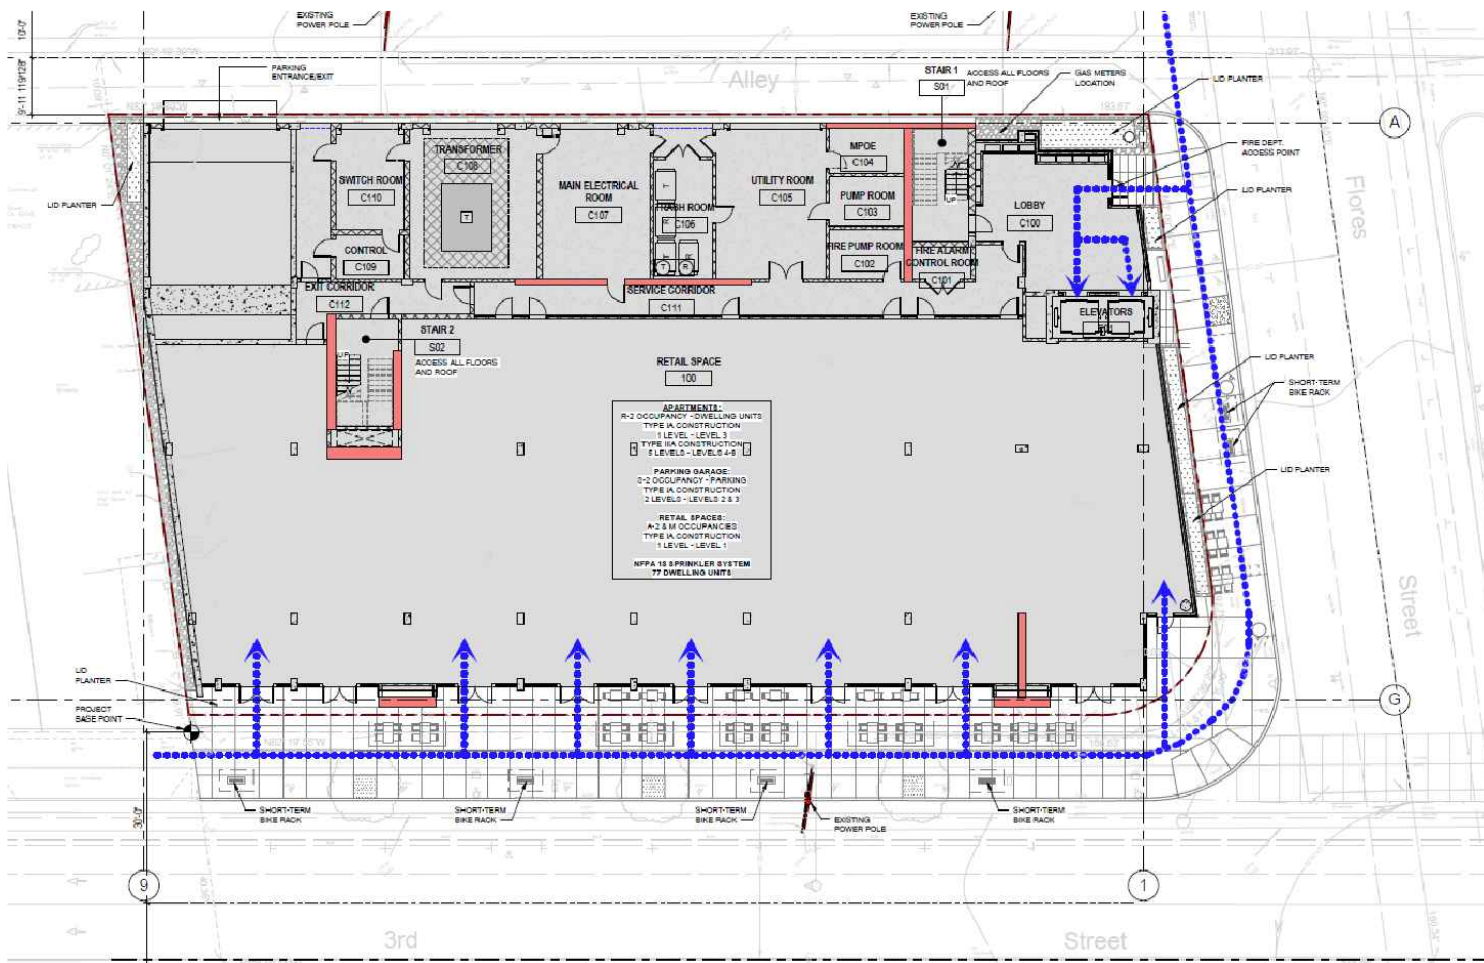 EXISTING
POWER POLE
EXISTING
POWER POLE
10'-0"
PARKING
ENTRANCE/EXIT
Alley
STAIR 1
S01
ACCESS ALL FLOORS
AND ROOF
GAS METERS
LOCATION
LID PLANTER
183.67'
A
FIRE DEPT.
ACCESS POINT
LID PLANTER
Flores
TRANSFORMER
C108
MPOE
C104
SWITCH ROOM
C110
MAIN ELECTRICAL
ROOM
C107
TRASH ROOM
C106
UTILITY ROOM
C105
PUMP ROOM
C103
UP
LOBBY
C100
LID PLANTER
T
T
R
T
R
T
R
CONTROL
C109
FIRE PUMP ROOM
C102
FIRE ALARM
CONTROL ROOM
C101
EXIT CORRIDOR
C112
SERVICE CORRIDOR
C111
ELEVATORS
STAIR 2
S02
ACCESS ALL FLOORS
AND ROOF
UP
RETAIL SPACE
100
LID PLANTER
SHORT-TERM
BIKE RACK
APARTMENTS:
R-2 OCCUPANCY - DWELLING UNITS
TYPE IA CONSTRUCTION
1 LEVEL - LEVEL 3
TYPE IIIA CONSTRUCTION
5 LEVELS - LEVELS 4-8
PARKING GARAGE:
S-2 OCCUPANCY - PARKING
TYPE IA CONSTRUCTION
2 LEVELS - LEVELS 2 & 3
RETAIL SPACES:
A-2 & M OCCUPANCIES
TYPE IA CONSTRUCTION
1 LEVEL - LEVEL 1
NFPA 13 SPRINKLER SYSTEM
77 DWELLING UNITS
LID PLANTER
Street
LID
PLANTER
PROJECT
BASE POINT
G
SHORT-TERM
BIKE RACK
SHORT-TERM
BIKE RACK
SHORT-TERM
BIKE RACK
EXISTING
POWER POLE
SHORT-TERM
BIKE RACK
30'-0"
9
1
3rd
Street